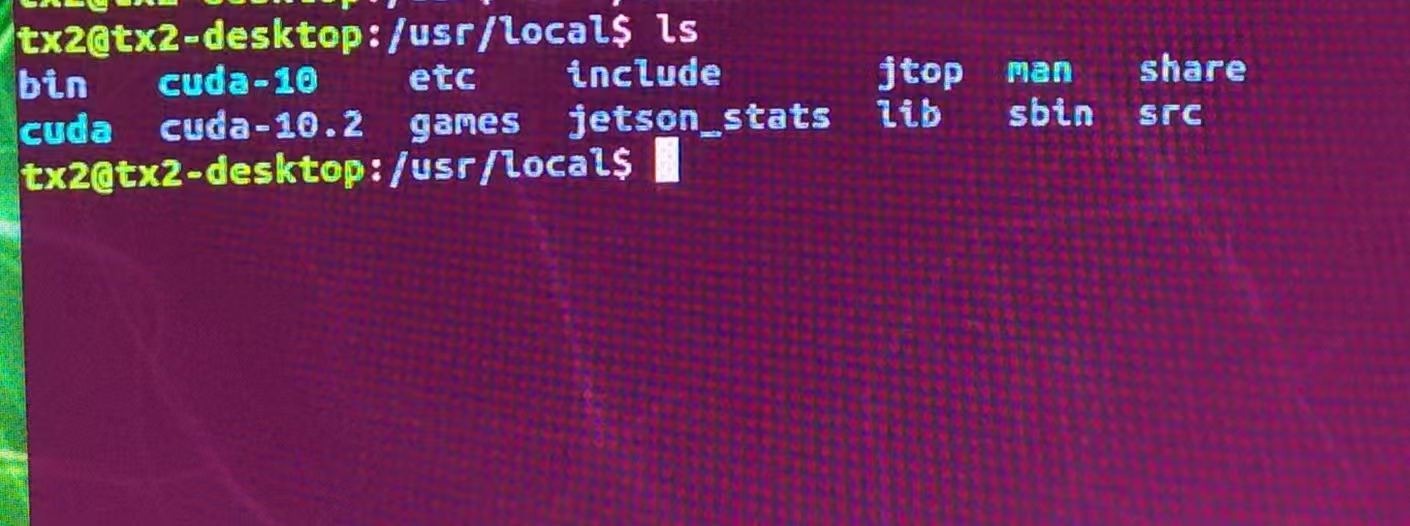 tx2@tx2-desktop:/usr/local$ ls
bin cuda-10 etc include jtop man share
cuda cuda-10.2 games jetson_stats lib sbin src
tx2@tx2-desktop:/usr/local$